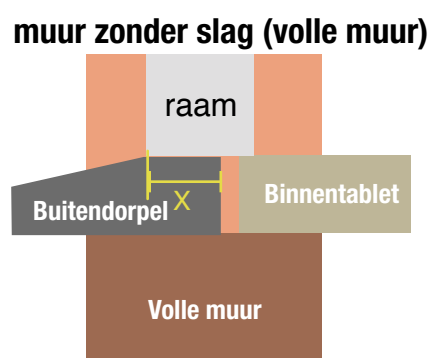 muur zonder slag (volle muur)
raam
Buitendorpel
X
Binnentablet
Volle muur